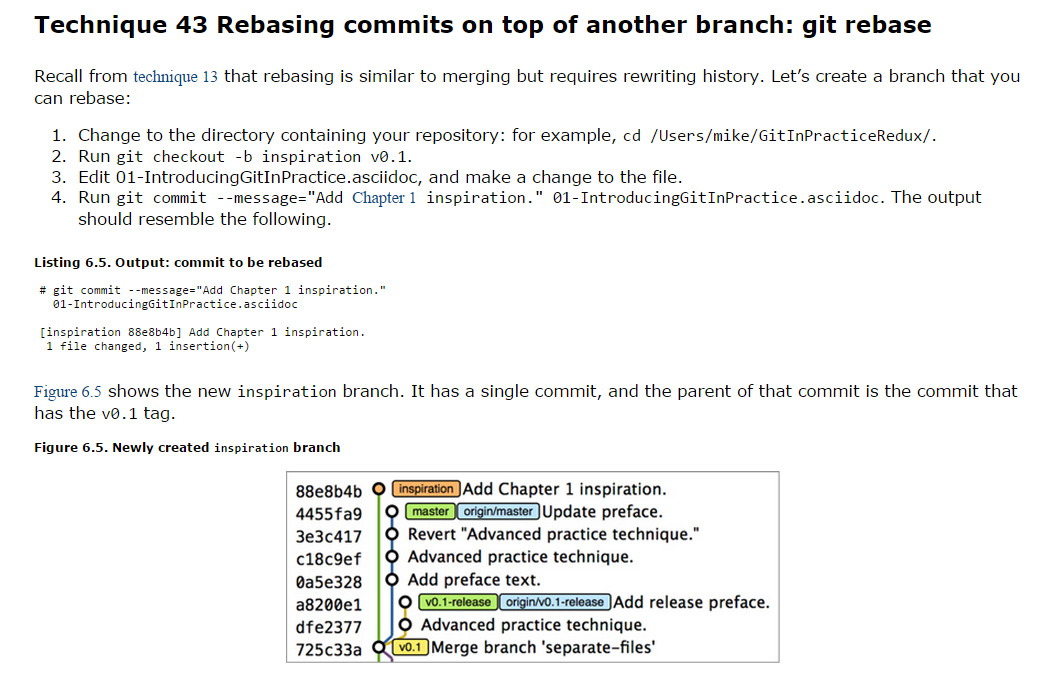 Technique 43 Rebasing commits on top of another branch: git rebase
Recall from technique 13 that rebasing is similar to merging but requires rewriting history. Let’s create a branch that you
can rebase:
1. Change to the directory containing your repository: for example, cd /Users/mike/GitInPracticeRedux/.
2. Run git checkout -b inspiration v0.1.
3. Edit 01-IntroducingGitInPractice.asciidoc, and make a change to the file.
4. Run git commit --message="Add Chapter 1 inspiration." 01-IntroducingGitInPractice.asciidoc. The output
should resemble the following.
Listing 6.5. Output: commit to be rebased
# git commit --message="Add Chapter 1 inspiration."
01-IntroducingGitInPractice.asciidoc
[inspiration 88e8b4b] Add Chapter 1 inspiration.
1 file changed, 1 insertion(+)
Figure 6.5 shows the new inspiration branch. It has a single commit, and the parent of that commit is the commit that
has the v0.1 tag.
Figure 6.5. Newly created inspiration branch
88e8b4b inspiration Add Chapter 1 inspiration.
4455fa9 master origin/master Update preface.
3e3c417 Revert "Advanced practice technique."
c18c9ef Advanced practice technique.
0a5e328 Add preface text.
a8200e1 v0.1-release origin/v0.1-release Add release preface.
dfe2377 Advanced practice technique.
725c33a v0.1 Merge branch 'separate-files'